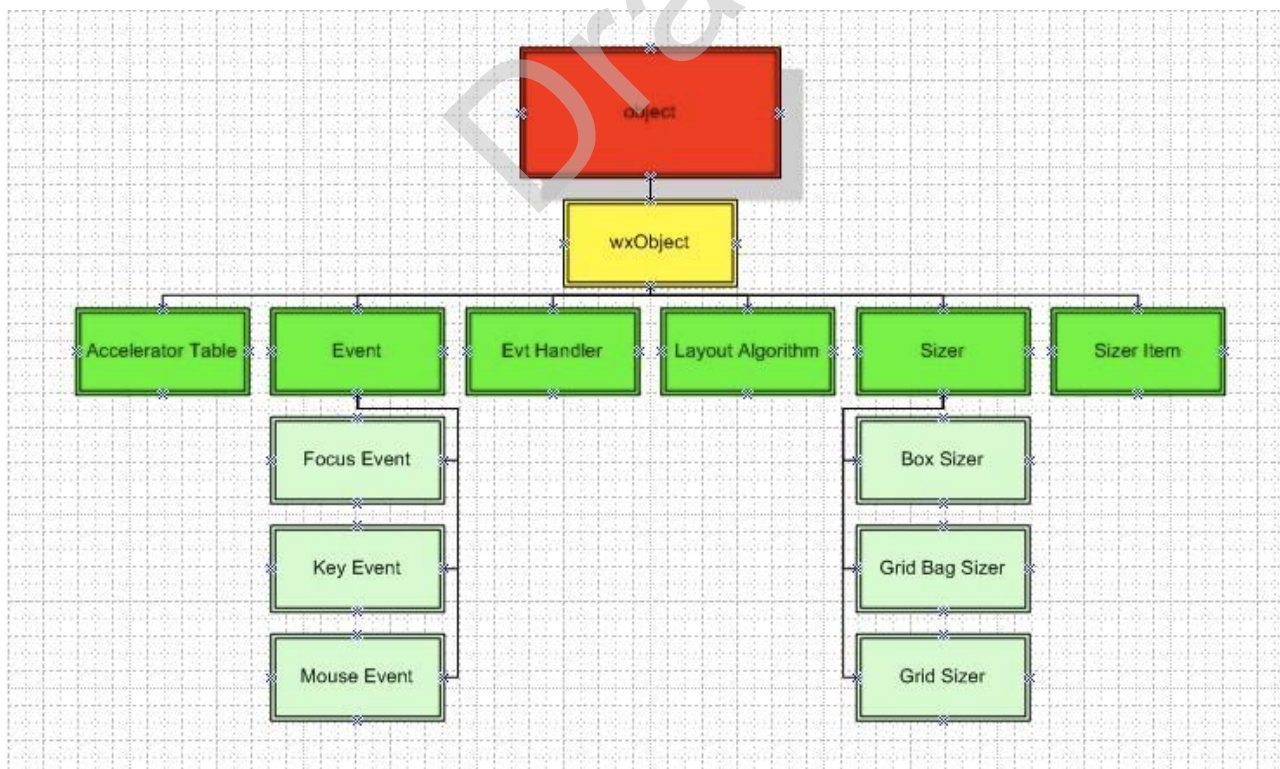 object
wxObject
Accelerator Table
Event
Evt Handler
Layout Algorithm
Sizer
Sizer Item
Focus Event
Box Sizer
Key Event
Grid Bag Sizer
Mouse Event
Grid Sizer